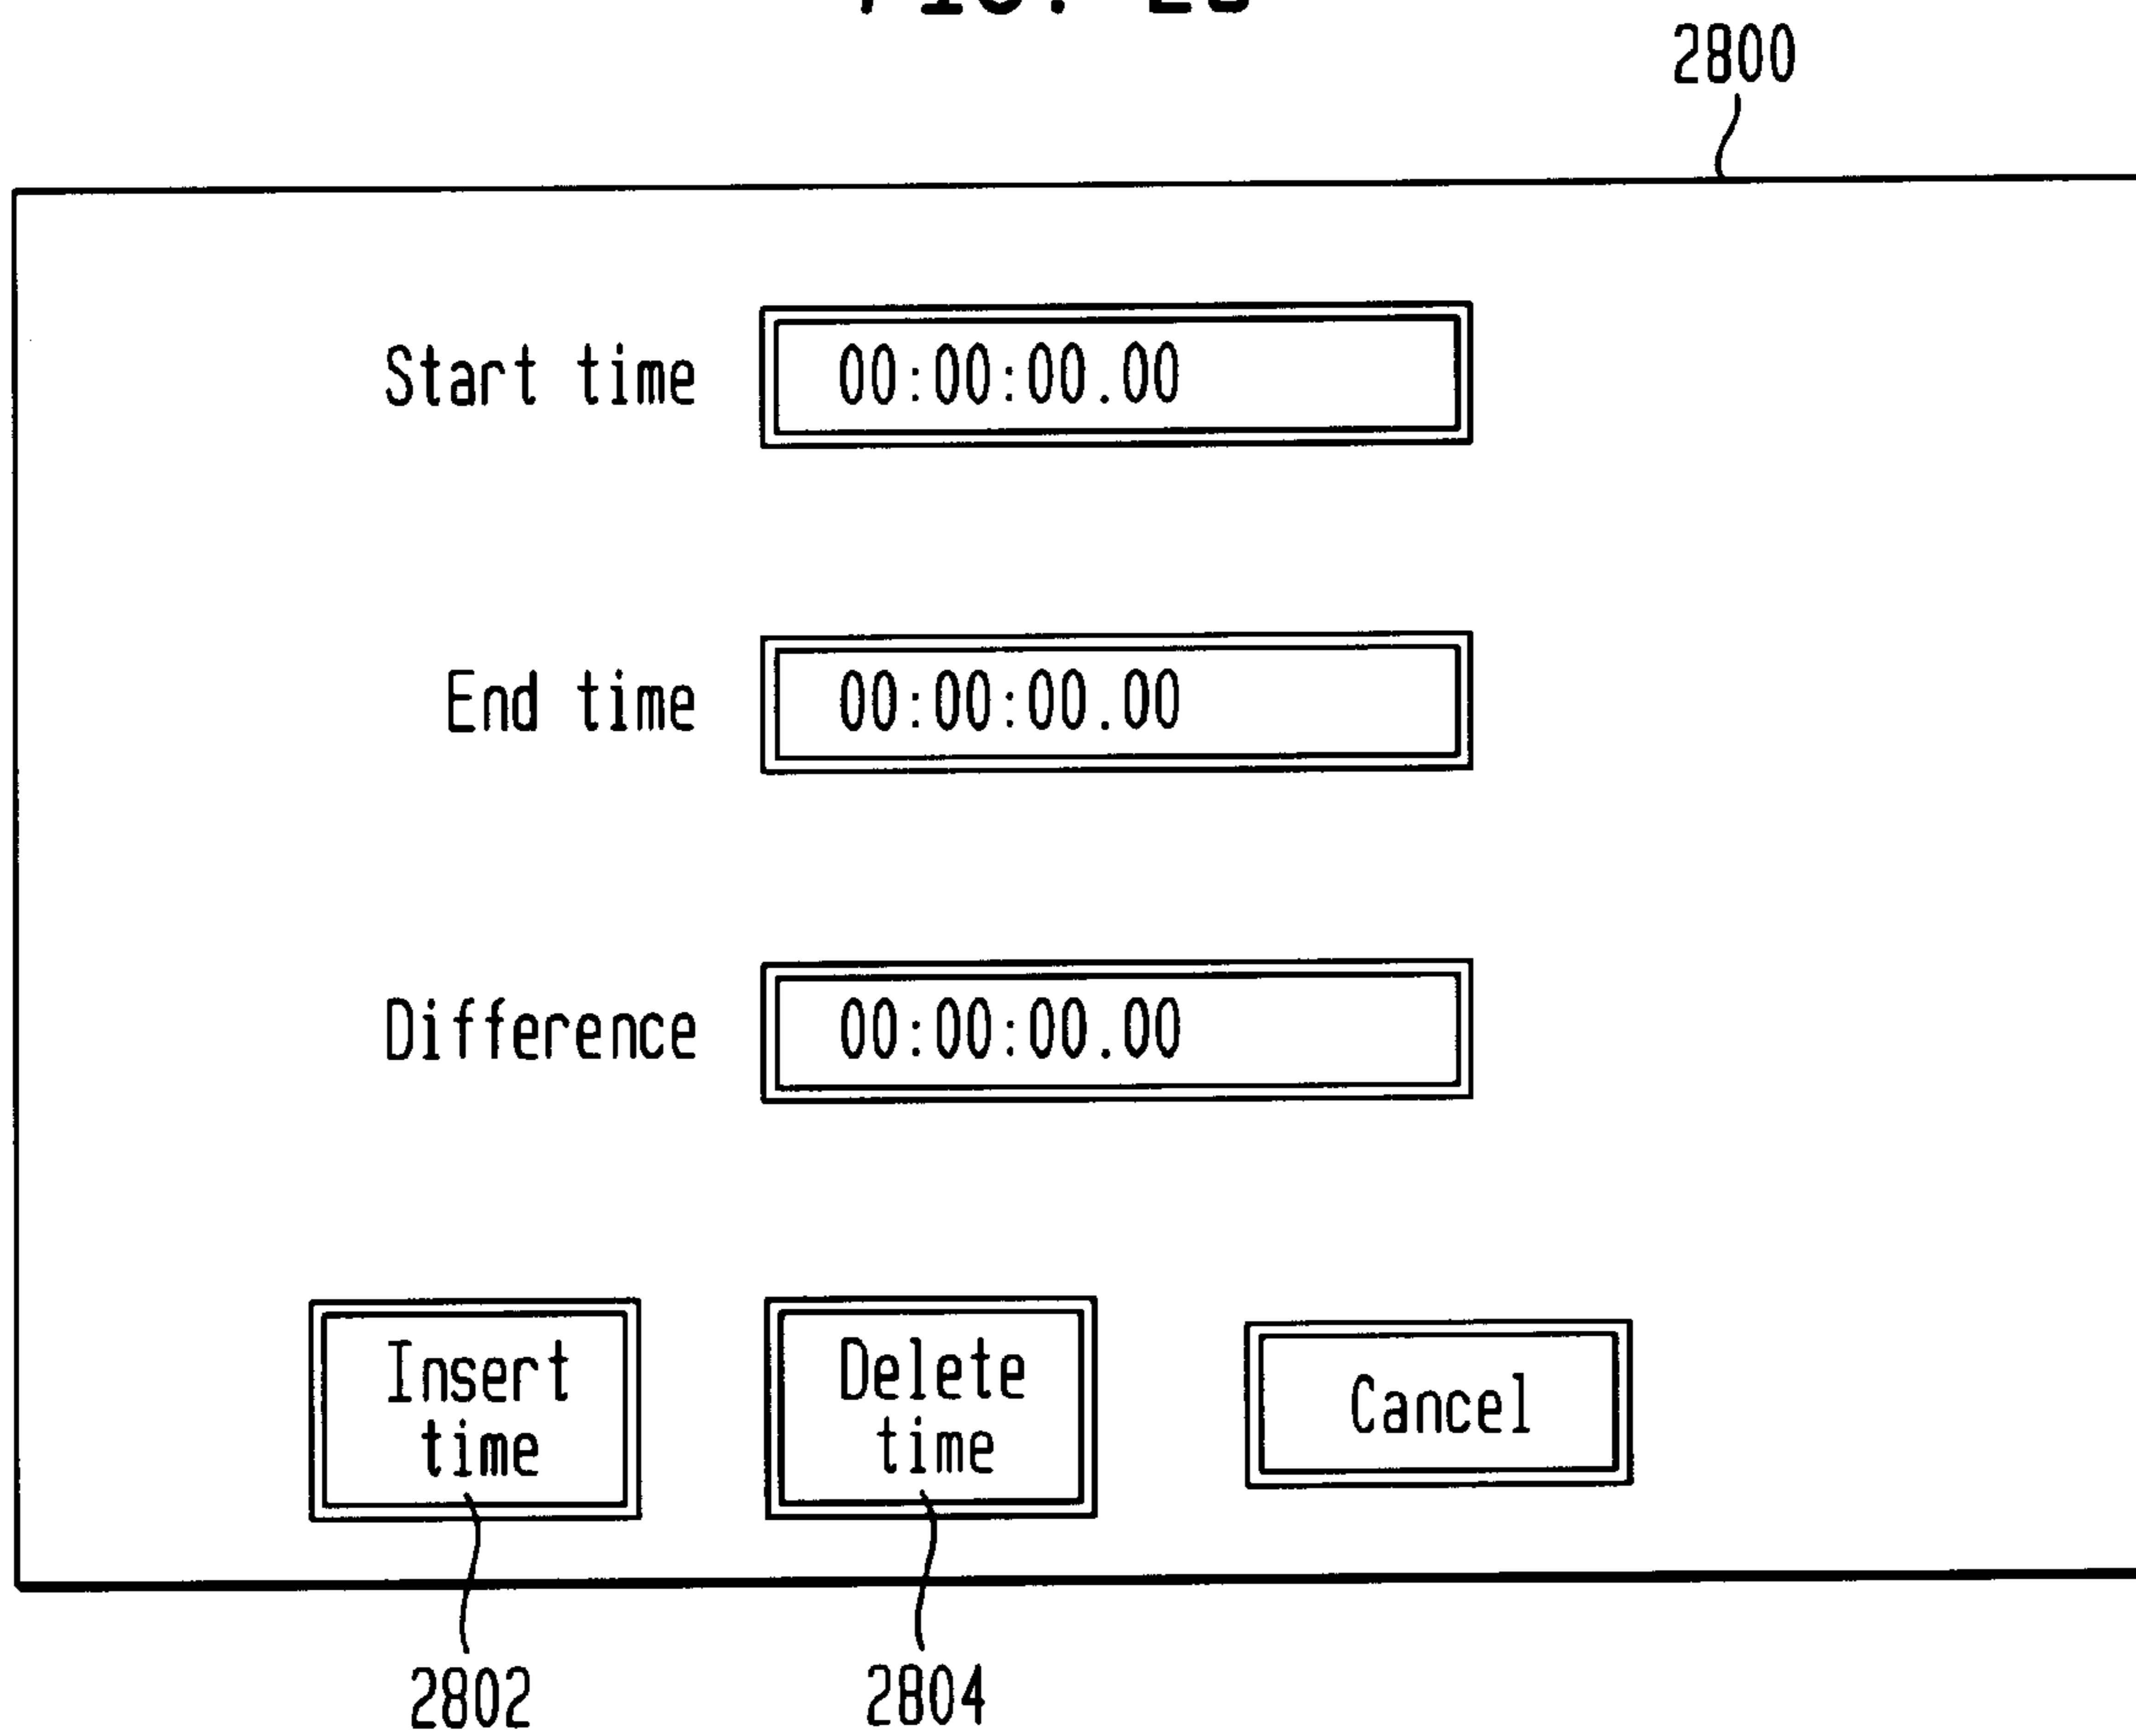 2800
Start time 00:00:00.00
End time 00:00:00.00
Difference 00:00:00.00
Insert
time
Delete
time
Cancel
2802
2804